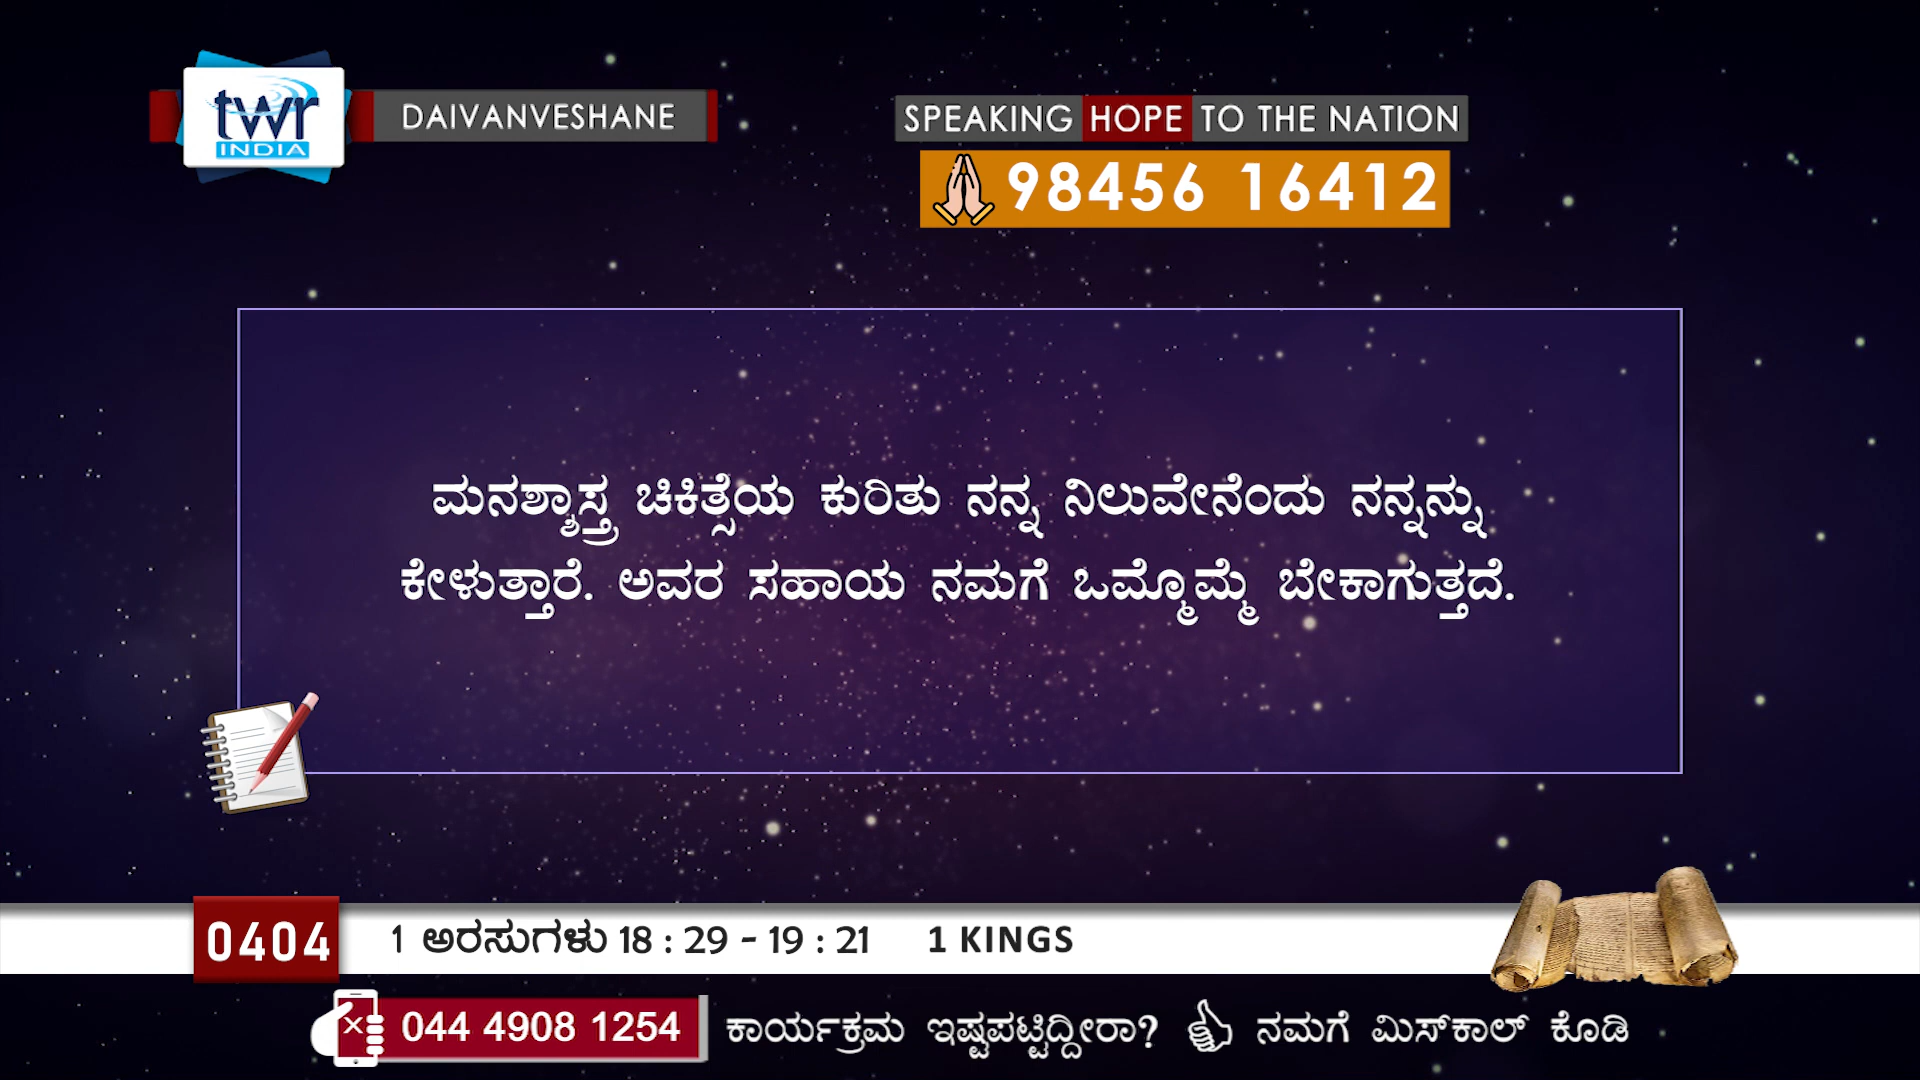 twr
INDIA
DAIVANVESHANE
SPEAKING HOPE TO THE NATION
98456 16412
ಮನಶ್ಶಾಸ್ತ್ರ ಚಿಕಿತ್ಸೆಯ ಕುರಿತು ನನ್ನ ನಿಲುವೇನೆಂದು ನನ್ನನ್ನು
ಕೇಳುತ್ತಾರೆ. ಅವರ ಸಹಾಯ ನಮಗೆ ಒಮ್ಮೊಮ್ಮೆ ಬೇಕಾಗುತ್ತದೆ.
0404
1 ಅರಸುಗಳು 18 : 29 - 19 : 21 1 KINGS
044 4908 1254 ಕಾರ್ಯಕ್ರಮ ಇಷ್ಟಪಟ್ಟಿದ್ದೀರಾ? ನಮಗೆ ಮಿಸ್‌ಕಾಲ್ ಕೊಡಿ